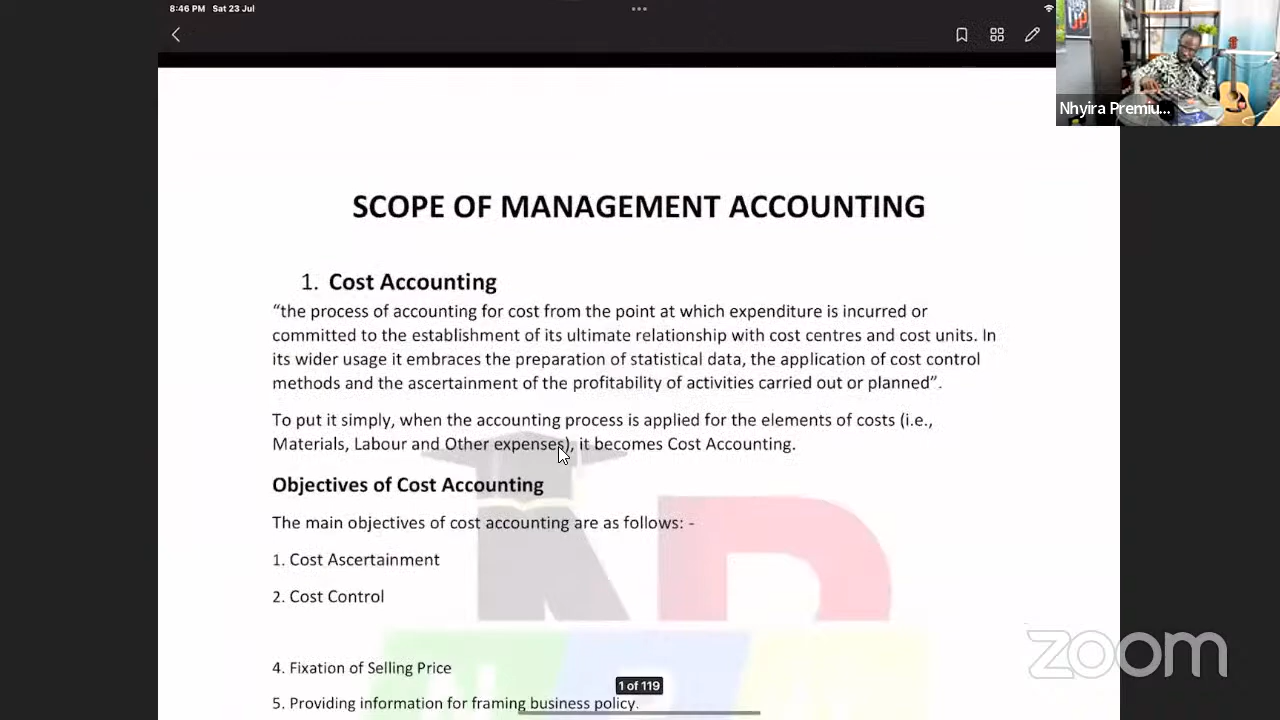 8:46 PM Sat 23 Jul
Nhyira Premiu...
SCOPE OF MANAGEMENT ACCOUNTING
1. Cost Accounting
“the process of accounting for cost from the point at which expenditure is incurred or
committed to the establishment of its ultimate relationship with cost centres and cost units. In
its wider usage it embraces the preparation of statistical data, the application of cost control
methods and the ascertainment of the profitability of activities carried out or planned”.
To put it simply, when the accounting process is applied for the elements of costs (i.e.,
Materials, Labour and Other expenses), it becomes Cost Accounting.
Objectives of Cost Accounting
The main objectives of cost accounting are as follows: -
1. Cost Ascertainment
2. Cost Control
4. Fixation of Selling Price
5. Providing information for framing business policy.
1 of 119
zoom